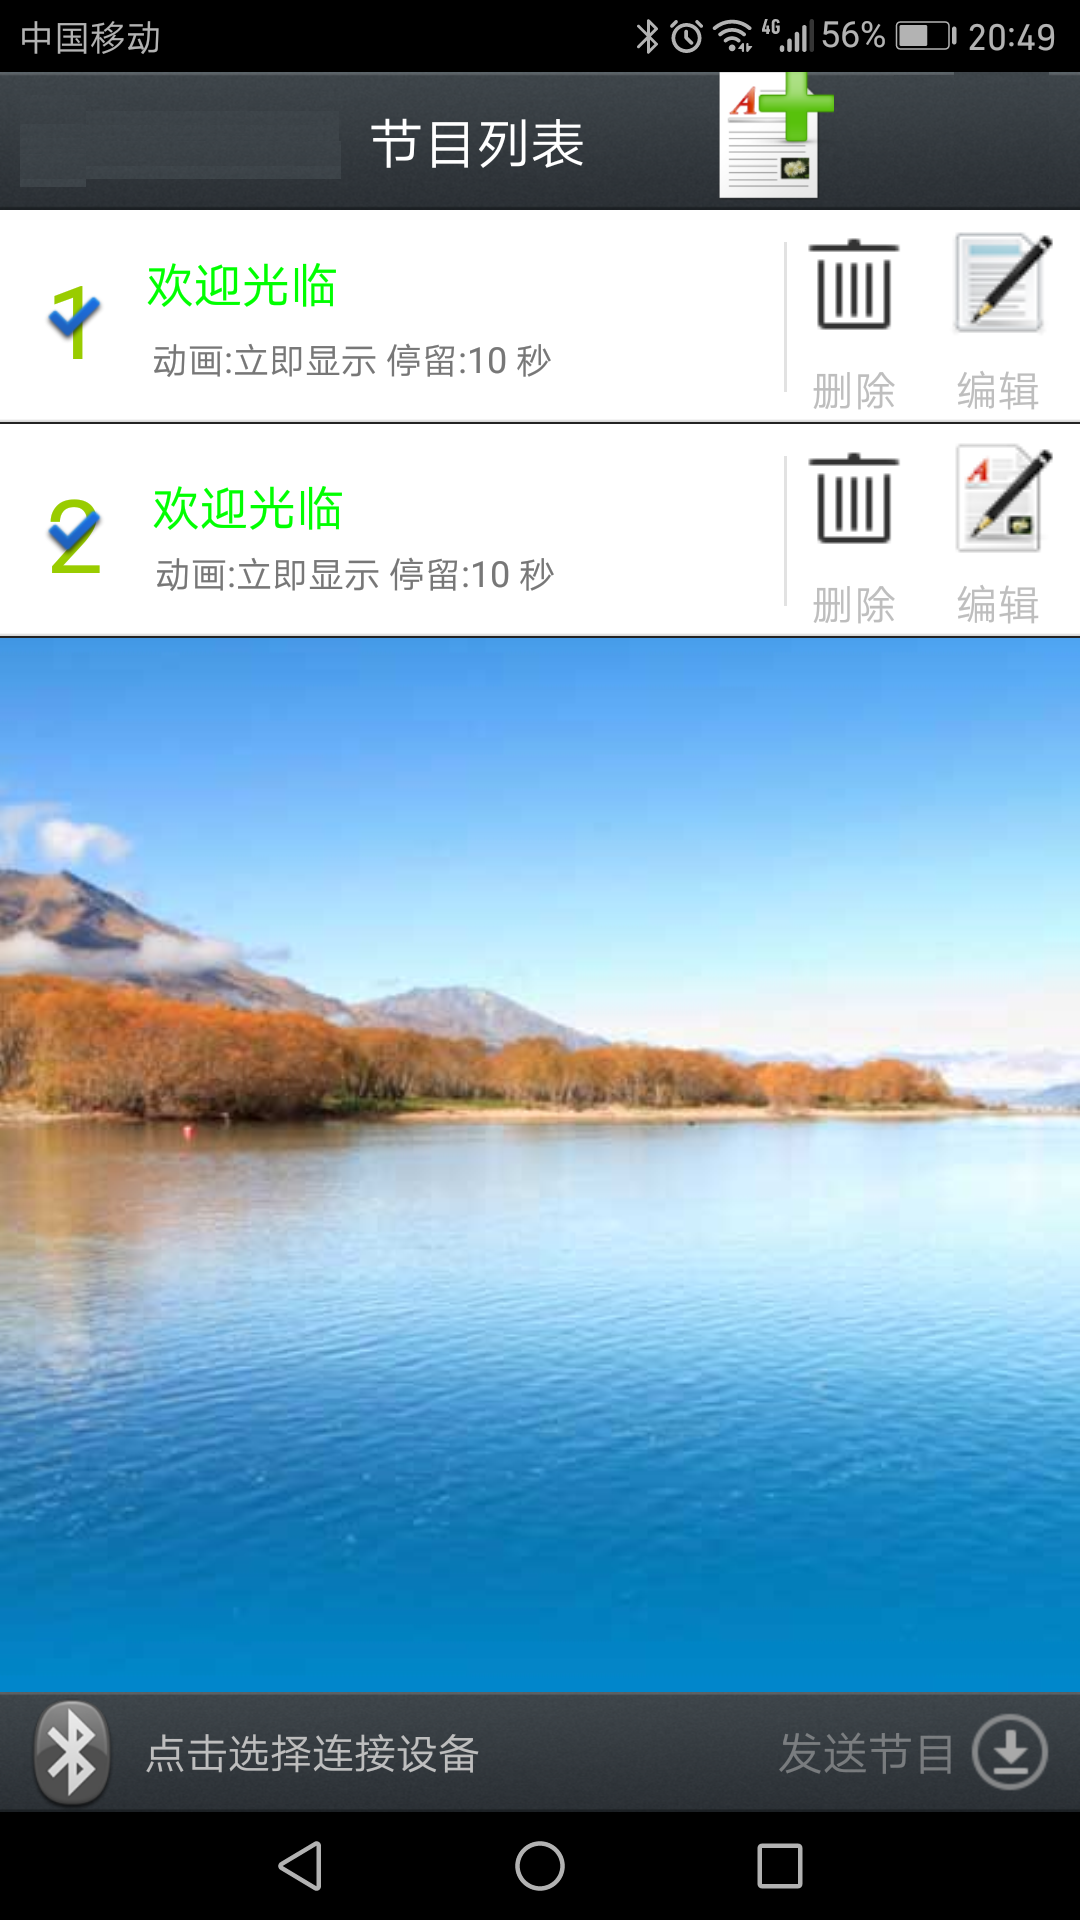 中国移动 4G 56% 20:49
节目列表
1 欢迎光临
动画:立即显示 停留:10 秒
删除 编辑
2 欢迎光临
动画:立即显示 停留:10 秒
删除 编辑
点击选择连接设备 发送节目